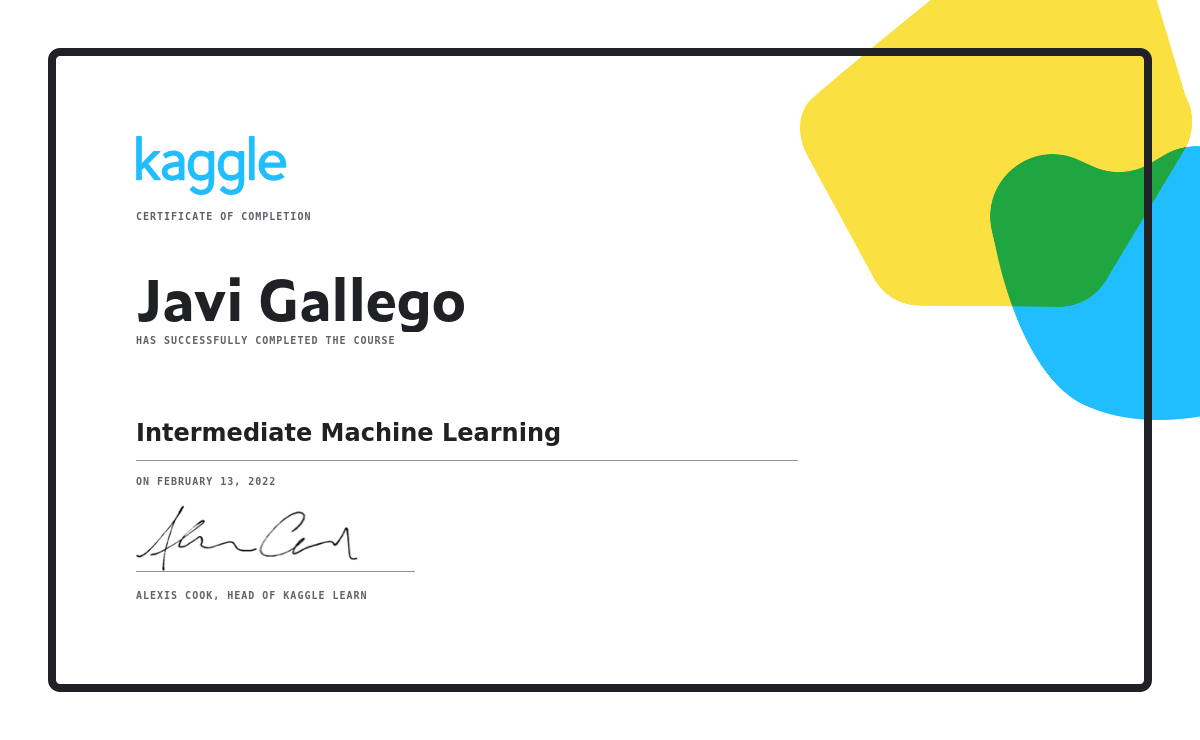 kaggle
CERTIFICATE OF COMPLETION
Javi Gallego
HAS SUCCESSFULLY COMPLETED THE COURSE
Intermediate Machine Learning
ON FEBRUARY 13, 2022
ALEXIS COOK, HEAD OF KAGGLE LEARN